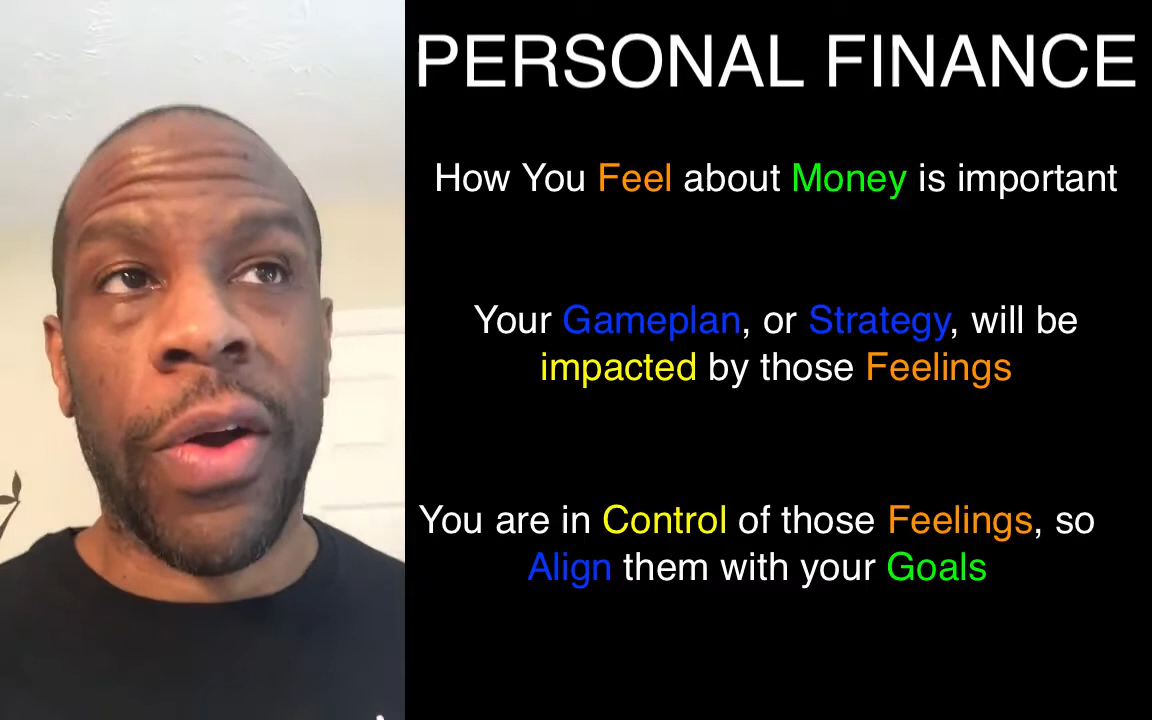 PERSONAL FINANCE
How You Feel about Money is important
Your Gameplan, or Strategy, will be
impacted by those Feelings
You are in Control of those Feelings, so
Align them with your Goals